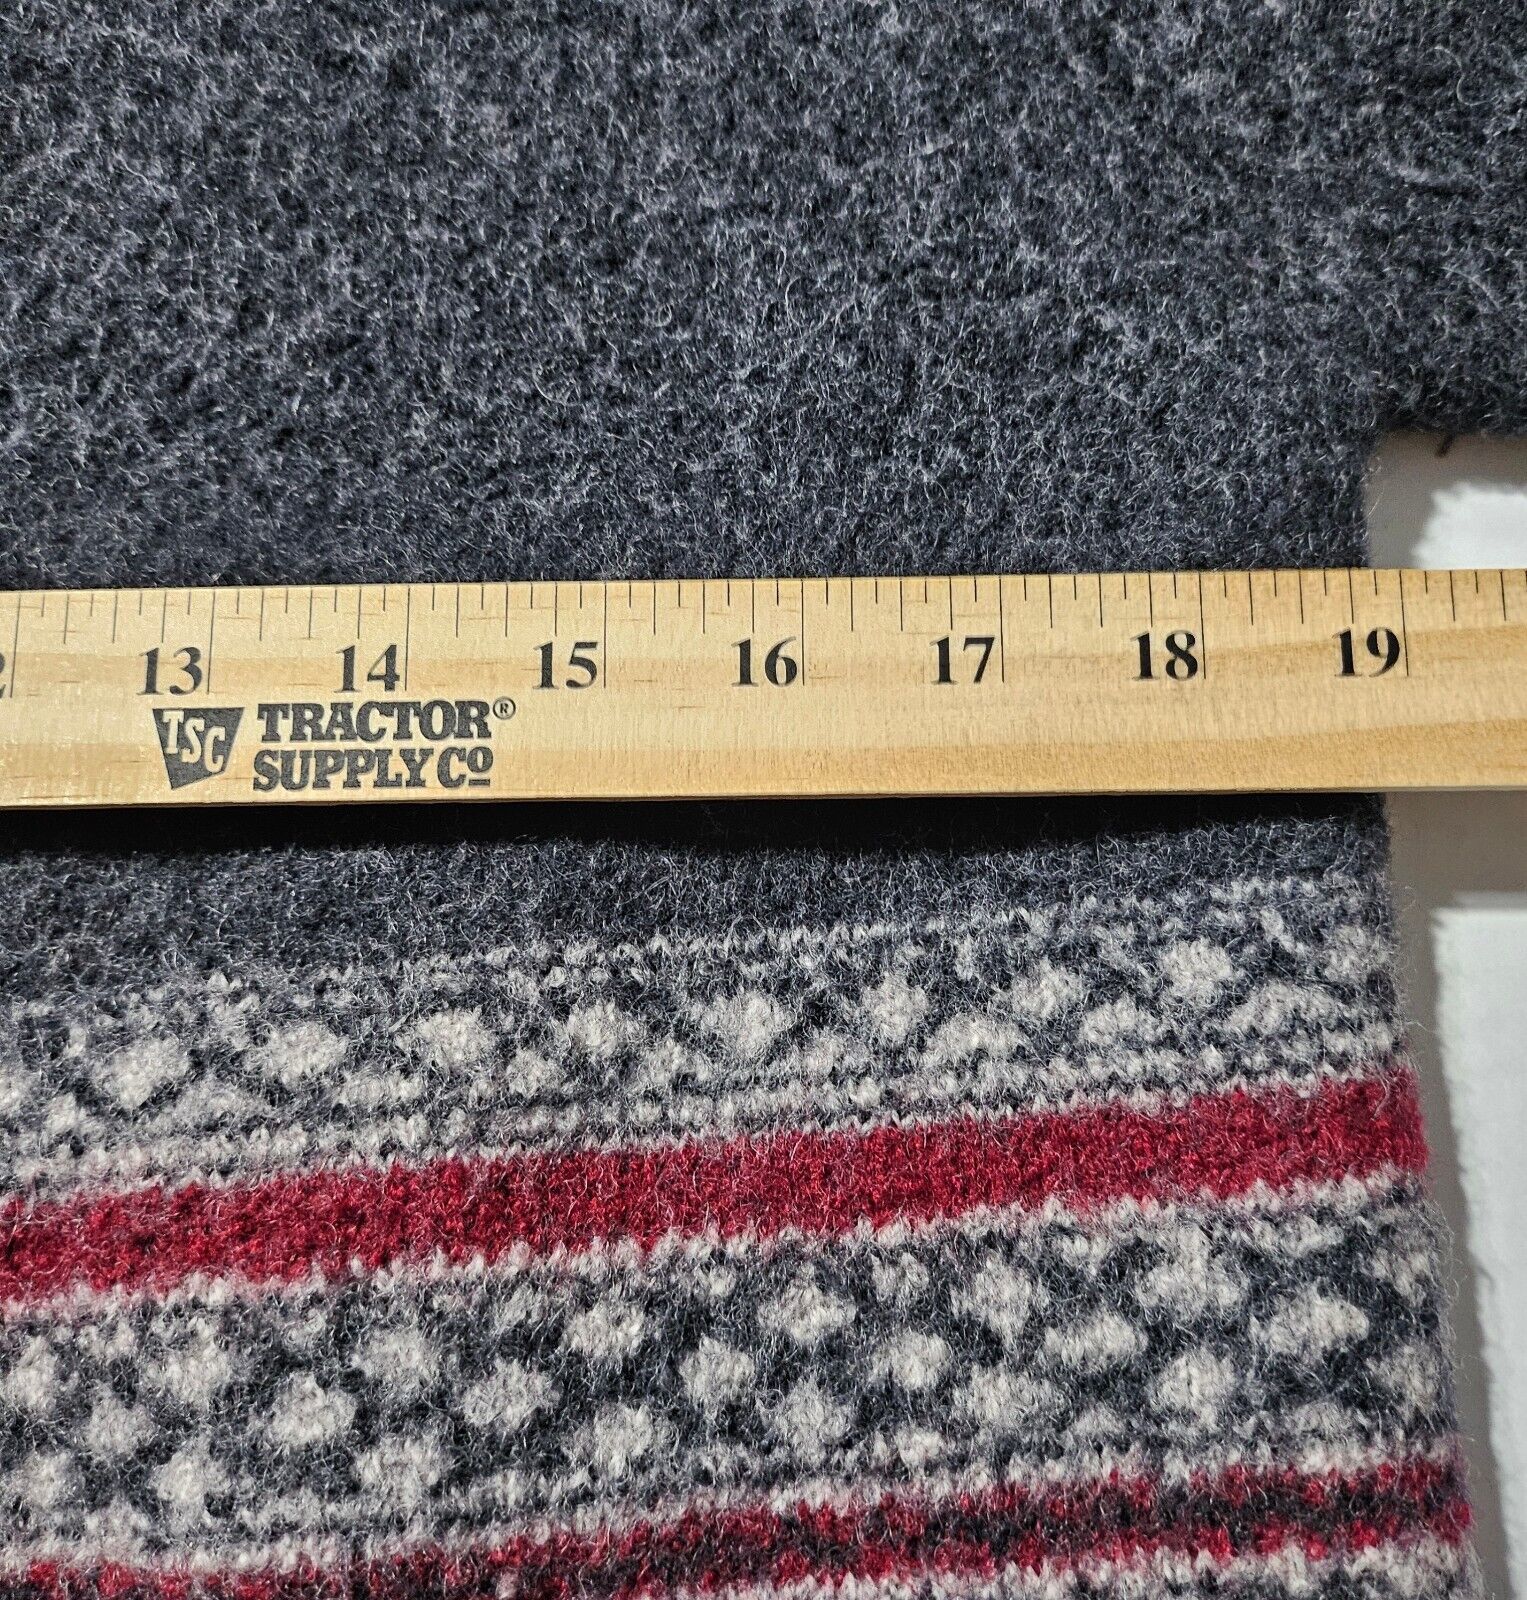 13 14 15 16 17 18 19
TSC TRACTOR®
SUPPLY CO